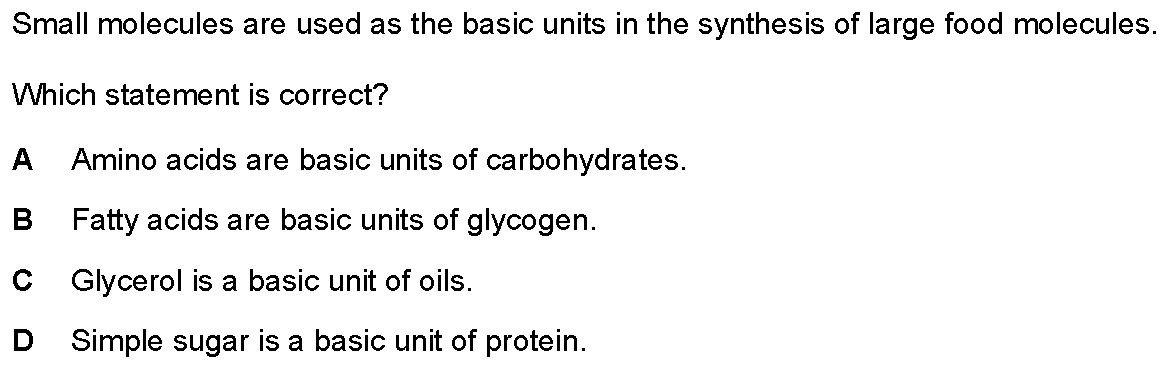 Small molecules are used as the basic units in the synthesis of large food molecules.
Which statement is correct?
A Amino acids are basic units of carbohydrates.
B Fatty acids are basic units of glycogen.
C Glycerol is a basic unit of oils.
D Simple sugar is a basic unit of protein.